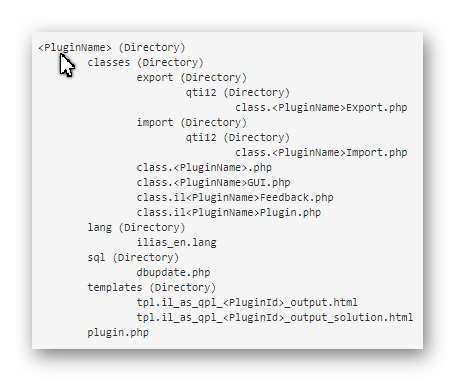 <PluginName> (Directory)
classes (Directory)
export (Directory)
qti12 (Directory)
class.<PluginName>Export.php
import (Directory)
qti12 (Directory)
class.<PluginName>Import.php
class.<PluginName>.php
class.<PluginName>GUI.php
class.il<PluginName>Feedback.php
class.il<PluginName>Plugin.php
lang (Directory)
ilias_en.lang
sql (Directory)
dbupdate.php
templates (Directory)
tpl.il_as_qpl_<PluginId>_output.html
tpl.il_as_qpl_<PluginId>_output_solution.html
plugin.php